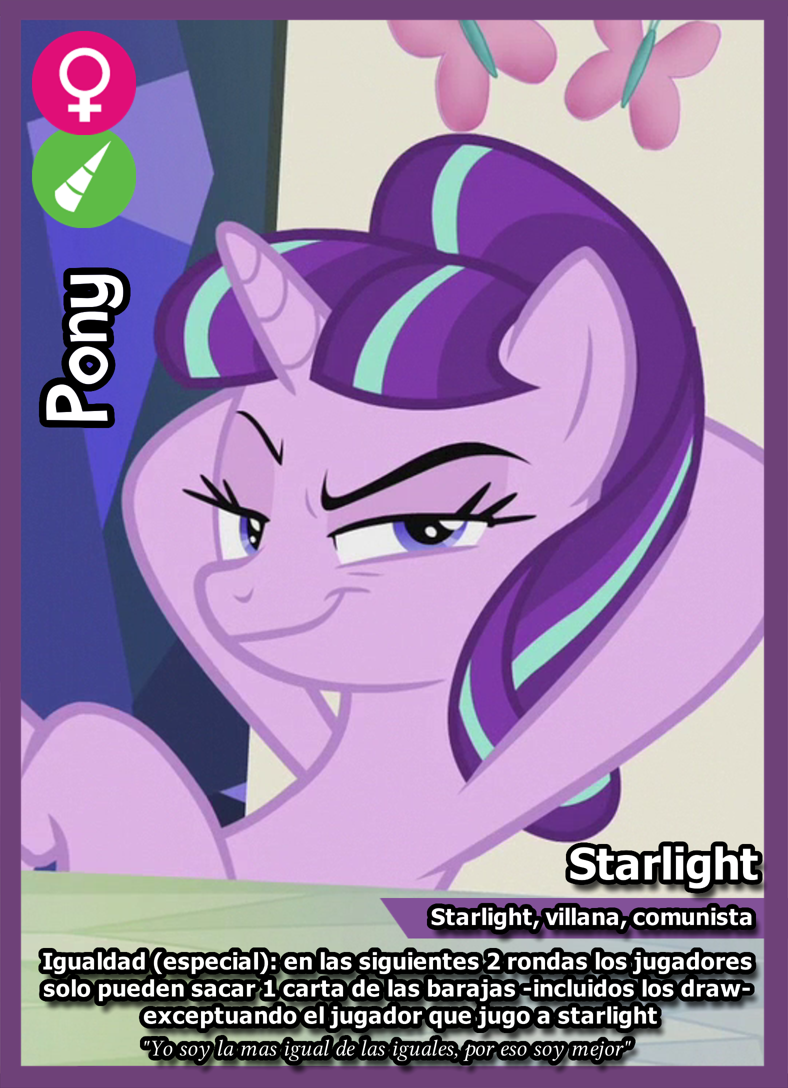 Pony
Starlight
Starlight, villana, comunista
Igualdad (especial): en las siguientes 2 rondas los jugadores
solo pueden sacar 1 carta de las barajas -incluidos los draw-
exceptuando el jugador que jugo a starlight
"Yo soy la mas igual de las iguales, por eso soy mejor"